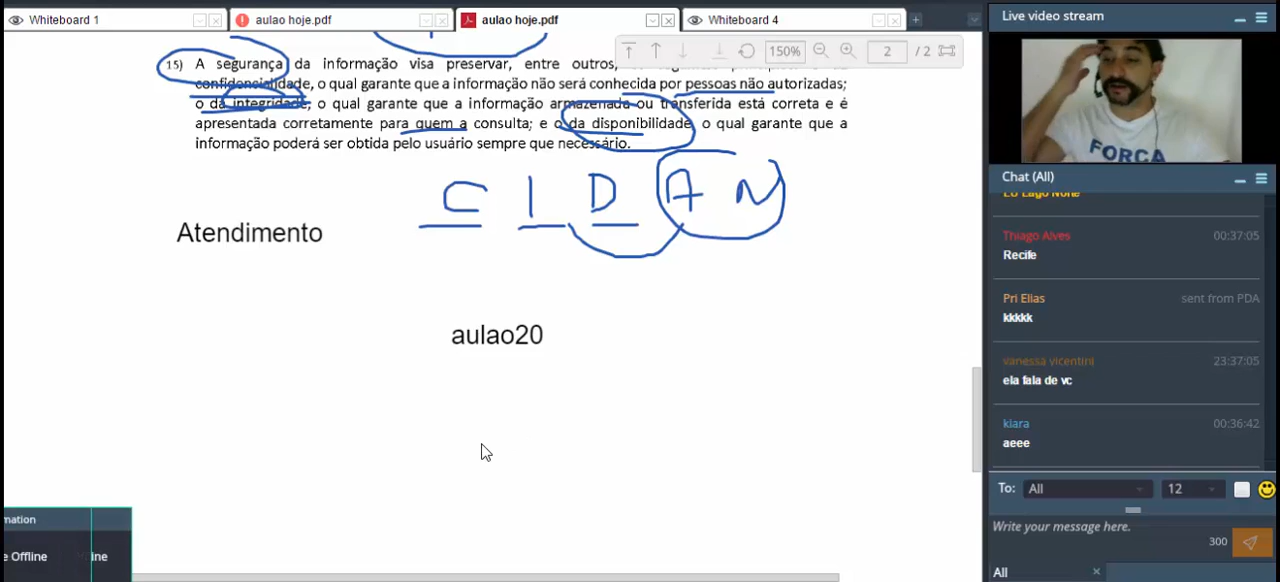 Whiteboard 1
aulao hoje.pdf
aulao hoje.pdf
Whiteboard 4
150%
2
/ 2
15) A segurança da informação visa preservar, entre outros,
confidencialidade, o qual garante que a informação não será conhecida por pessoas não autorizadas;
o da integridade, o qual garante que a informação armazenada ou transferida está correta e é
apresentada corretamente para quem a consulta; e o da disponibilidade, o qual garante que a
informação poderá ser obtida pelo usuário sempre que necessário.
C I D A N
Atendimento
aulao20
mation
e Offline
ine
Live video stream
FORÇA
Chart (All)
Thiago Alves 00:37:05
Recife
Pri Elias sent from PDA
kkkkk
vanessa vicentini 23:37:05
ela fala de vc
kiara 00:36:42
aeee
To: All 12
Write your message here.
300
All